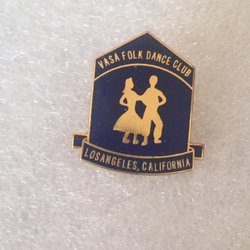 VASA FOLK DANCE CLUB
LOSANGELES, CALIFORNIA